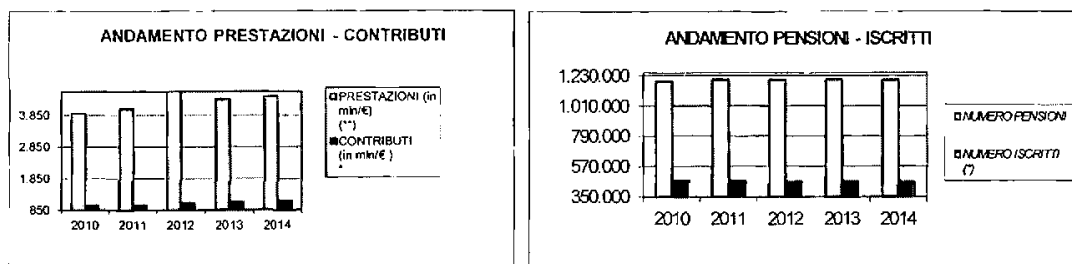 ANDAMENTO PRESTAZIONI - CONTRIBUTI
3.850
2.850
1.850
850
2010 2011 2012 2013 2014
PRESTAZIONI (in
mln/€)
(**)
CONTRIBUTI
(in mln/€ )
*
ANDAMENTO PENSIONI - ISCRITTI
1.230.000
1.010.000
790.000
570.000
350.000
2010 2011 2012 2013 2014
NUMERO PENSIONI
NUMERO ISCRITTI
(*)